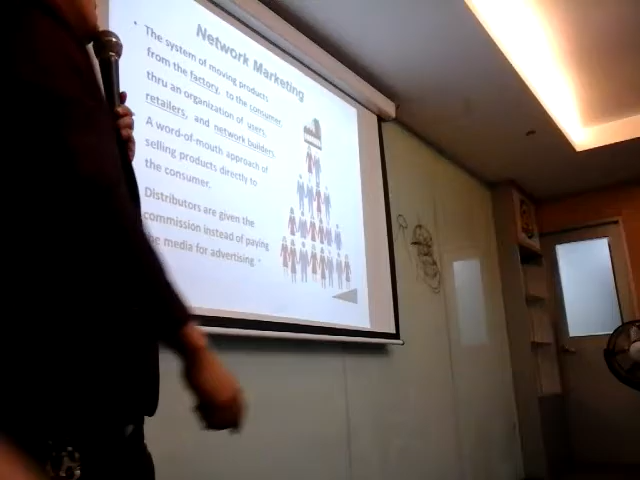 Network Marketing
• The system of moving products
from the factory, to the consumer
thru an organization of users,
retailers, and network builders.
A word-of-mouth approach of
selling products directly to
the consumer.
Distributors are given the
commission instead of paying
the media for advertising.